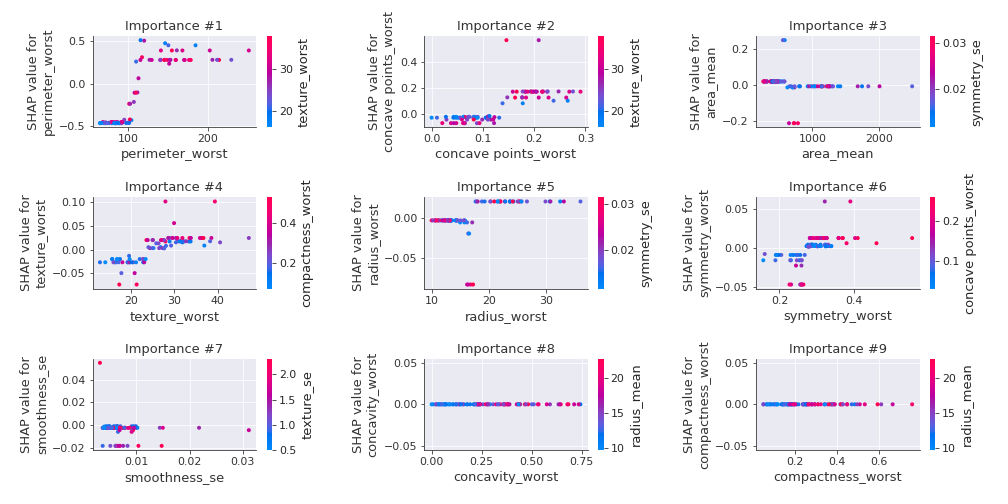 Importance #1
SHAP value for
perimeter_worst
0.5
0.0
−0.5
100
200
perimeter_worst
30
20
texture_worst
Importance #2
SHAP value for
concave points_worst
0.4
0.2
0.0
0.0
0.1
0.2
0.3
concave points_worst
30
20
texture_worst
Importance #3
SHAP value for
area_mean
0.2
0.0
−0.2
1000
2000
area_mean
0.03
0.02
symmetry_se
Importance #4
SHAP value for
texture_worst
0.10
0.05
0.00
−0.05
20
30
40
texture_worst
0.4
0.2
compactness_worst
Importance #5
SHAP value for
radius_worst
0.00
−0.05
10
20
30
radius_worst
0.03
0.02
symmetry_se
Importance #6
SHAP value for
symmetry_worst
0.05
0.00
−0.05
0.2
0.4
symmetry_worst
0.2
0.1
concave points_worst
Importance #7
SHAP value for
smoothness_se
0.04
0.02
0.00
−0.02
0.01
0.02
0.03
smoothness_se
2.0
1.5
1.0
0.5
texture_se
Importance #8
SHAP value for
concavity_worst
0.05
0.00
−0.05
0.00
0.25
0.50
0.75
concavity_worst
20
15
10
radius_mean
Importance #9
SHAP value for
compactness_worst
0.05
0.00
−0.05
0.2
0.4
0.6
compactness_worst
20
15
10
radius_mean